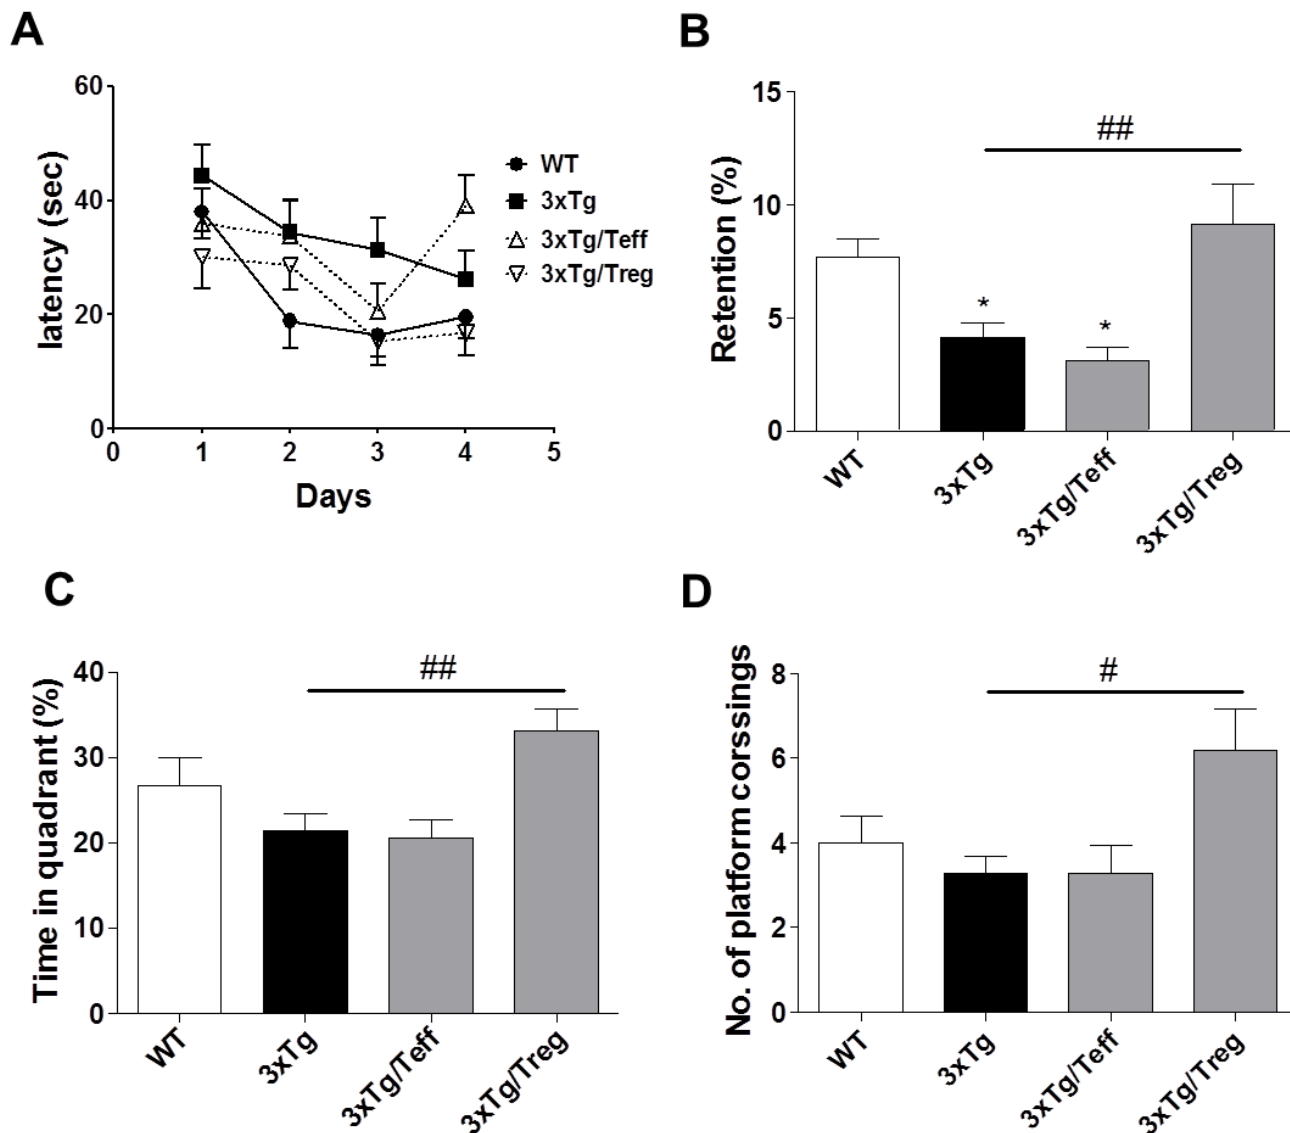 A
60
40
20
0
latency (sec)
0 1 2 3 4 5
Days
WT
3xTg
3xTg/Teff
3xTg/Treg
B
15
10
5
0
Retention (%)
##
*
*
WT
3xTg
3xTg/Teff
3xTg/Treg
C
40
30
20
10
0
Time in quadrant (%)
##
WT
3xTg
3xTg/Teff
3xTg/Treg
D
8
6
4
2
0
No. of platform corssings
#
WT
3xTg
3xTg/Teff
3xTg/Treg